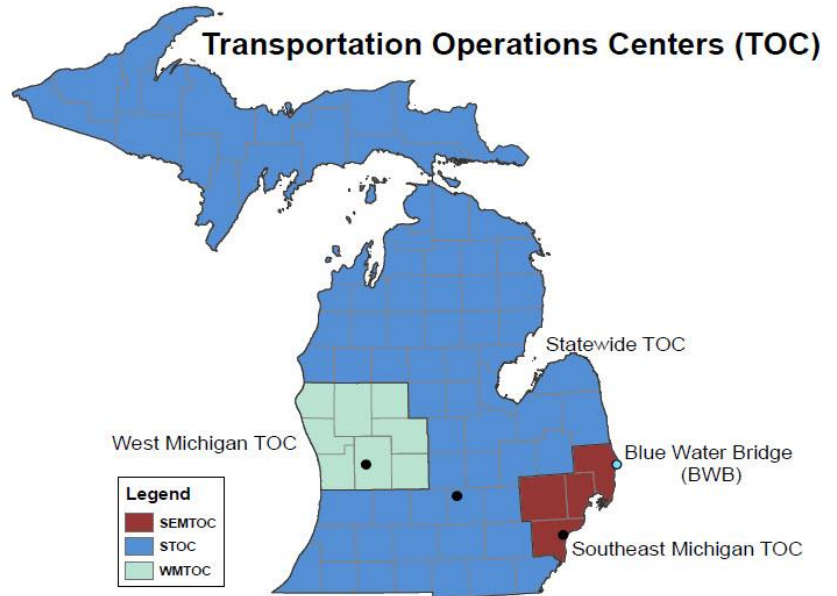 Transportation Operations Centers (TOC)
Statewide TOC
West Michigan TOC
Blue Water Bridge
(BWB)
Legend
SEMTOC
STOC
WMTOC
Southeast Michigan TOC